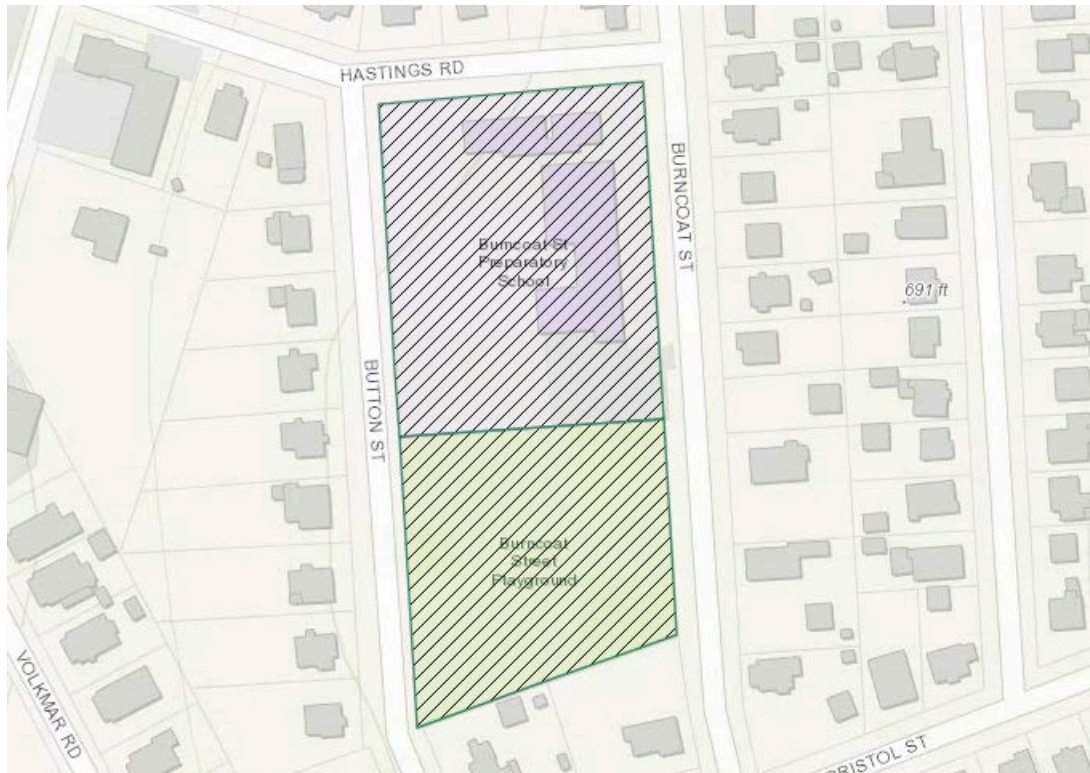 HASTINGS RD
BURNCOAT ST
Burncoat St
Preparatory
School
691 ft
BUTTON ST
Burncoat
Street
Playground
VOLKMAR RD
BRISTOL ST